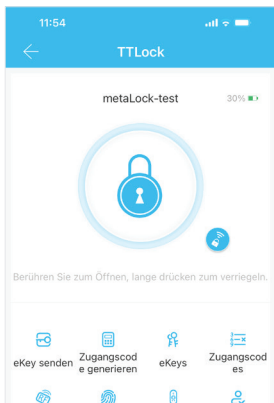 11:54
TTLock
metaLock-test
30%
Berühren Sie zum Öffnen, lange drücken zum verriegeln.
eKey senden
Zugangscod
e generieren
eKeys
Zugangscod
es